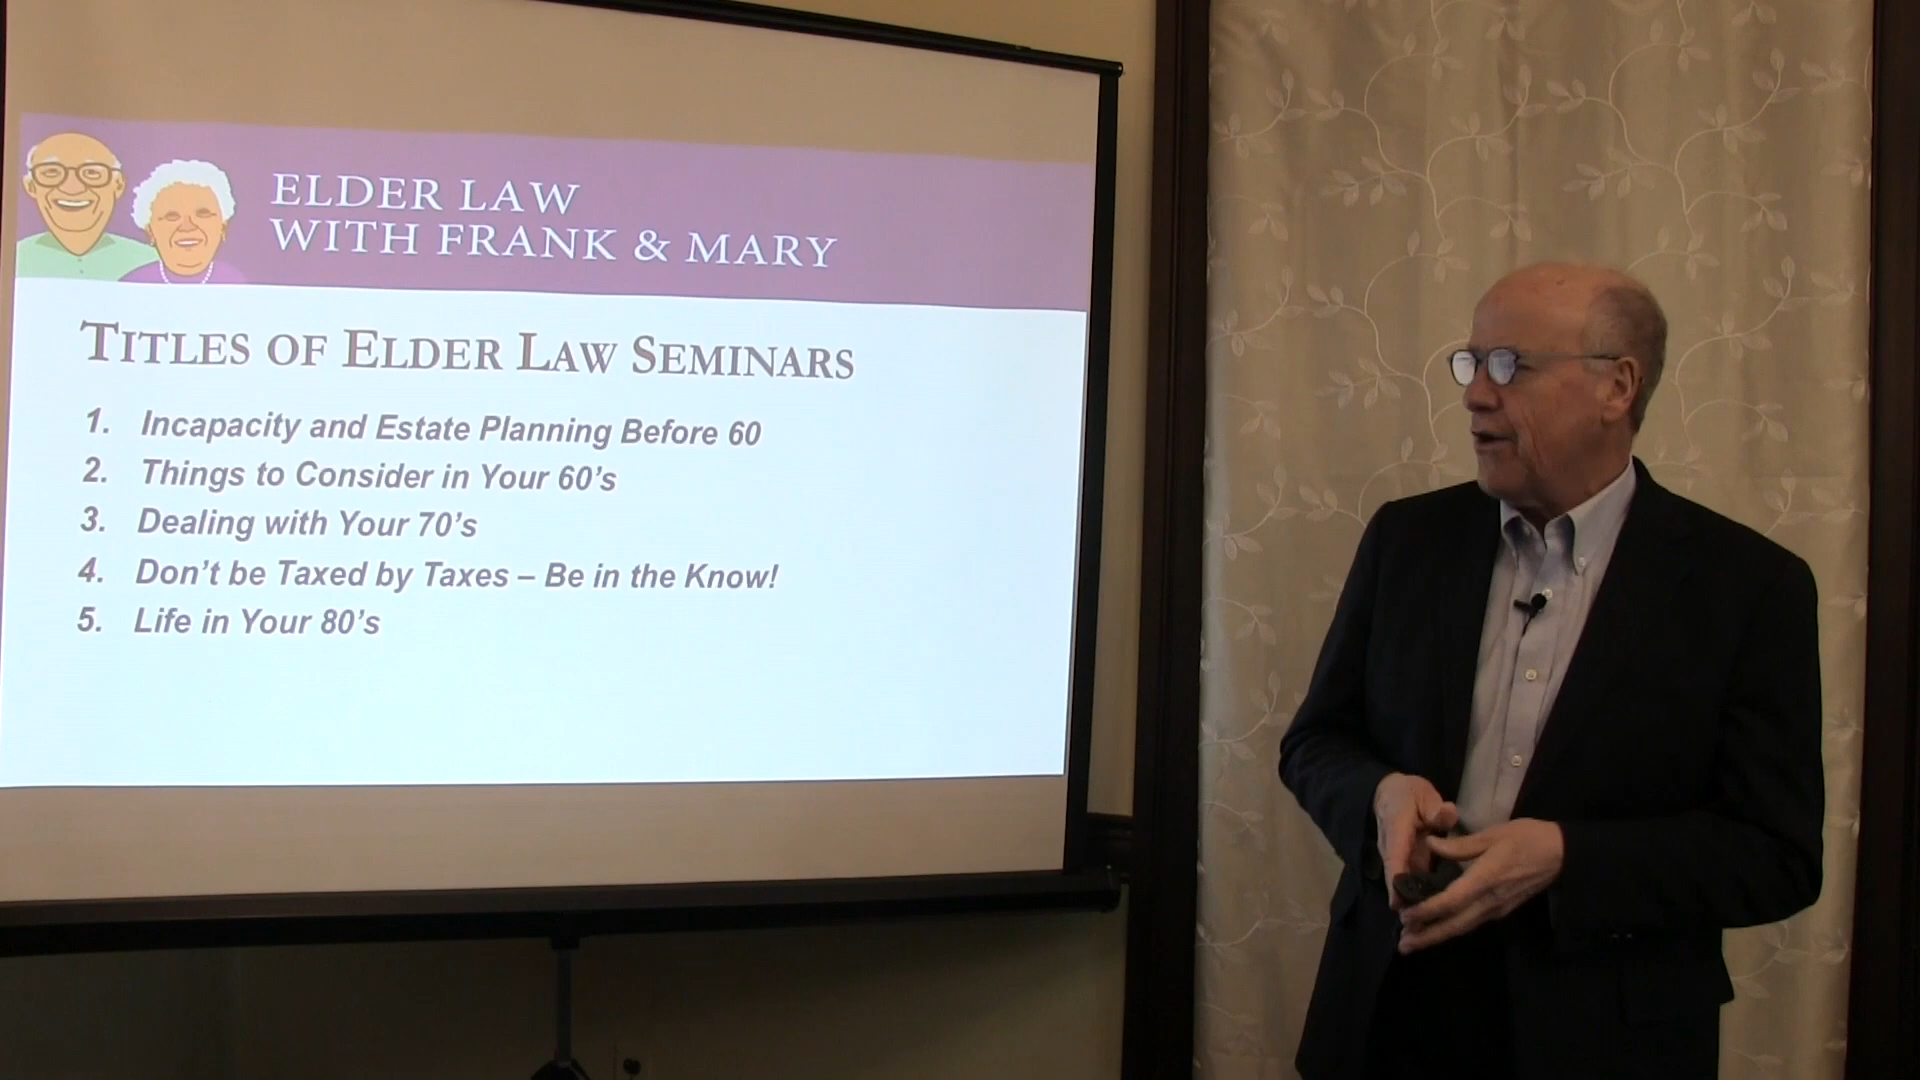 ELDER LAW
WITH FRANK & MARY
TITLES OF ELDER LAW SEMINARS
1. Incapacity and Estate Planning Before 60
2. Things to Consider in Your 60's
3. Dealing with Your 70's
4. Don't be Taxed by Taxes – Be in the Know!
5. Life in Your 80's